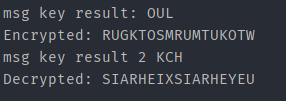 msg key result: OUL
Encrypted: RUGKTOSMRUMTUKOTW
msg key result 2 KCH
Decrypted: SIARHEIXSIARHEYEU